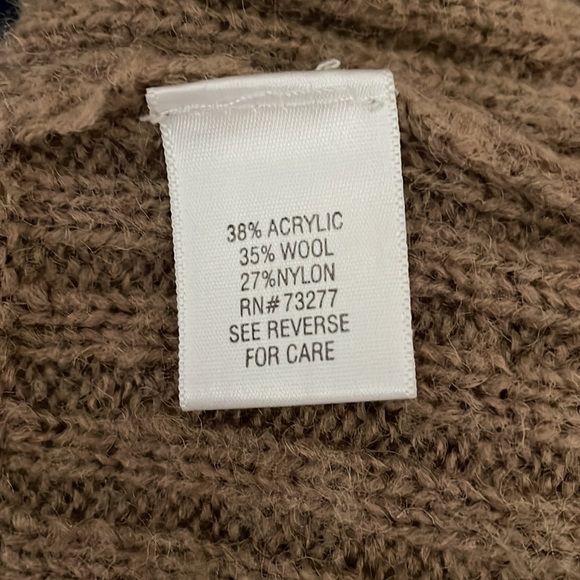 38% ACRYLIC
35% WOOL
27%NYLON
RN#73277
SEE REVERSE
FOR CARE